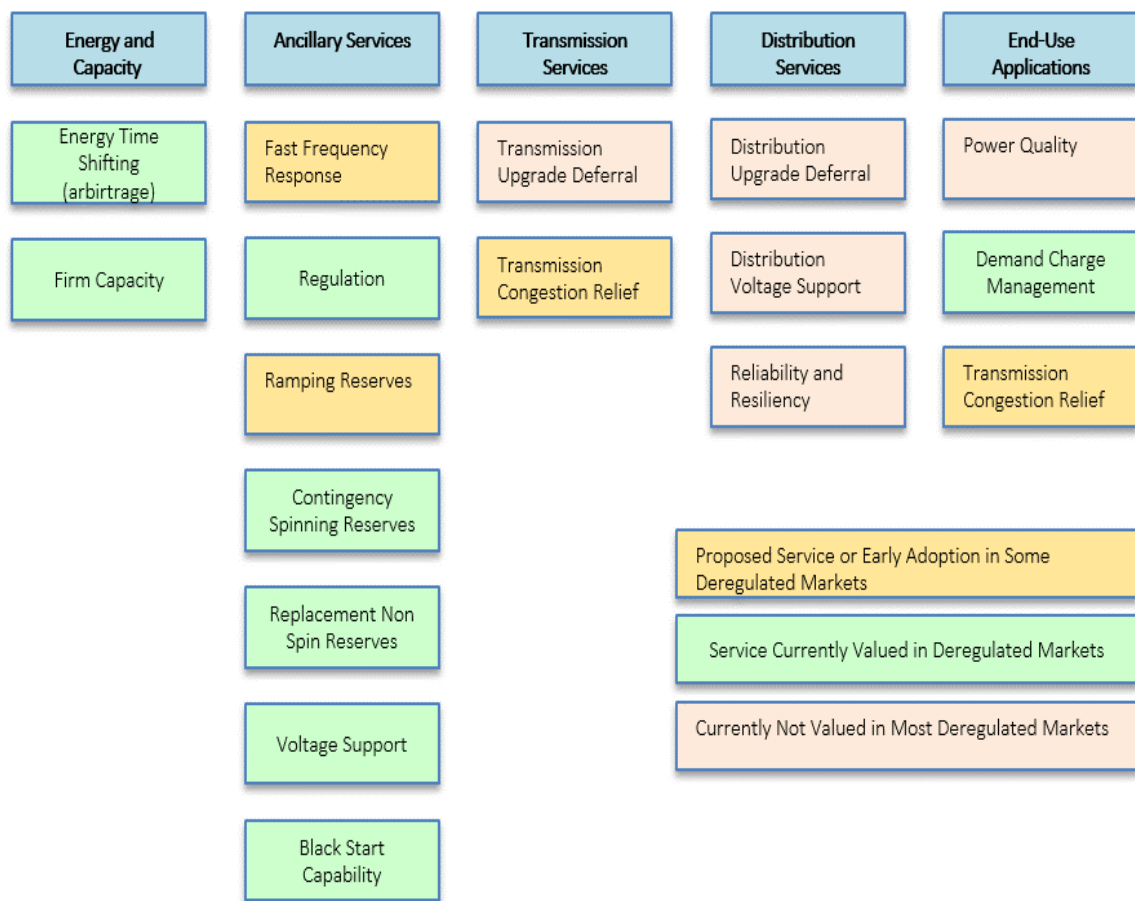 Energy and
Capacity
Ancillary Services
Transmission
Services
Distribution
Services
End-Use
Applications
Energy Time
Shifting
(arbirtrage)
Fast Frequency
Response
Transmission
Upgrade Deferral
Distribution
Upgrade Deferral
Power Quality
Firm Capacity
Regulation
Transmission
Congestion Relief
Distribution
Voltage Support
Demand Charge
Management
Ramping Reserves
Reliability and
Resiliency
Transmission
Congestion Relief
Contingency
Spinning Reserves
Replacement Non
Spin Reserves
Voltage Support
Black Start
Capability
Proposed Service or Early Adoption in Some
Deregulated Markets
Service Currently Valued in Deregulated Markets
Currently Not Valued in Most Deregulated Markets